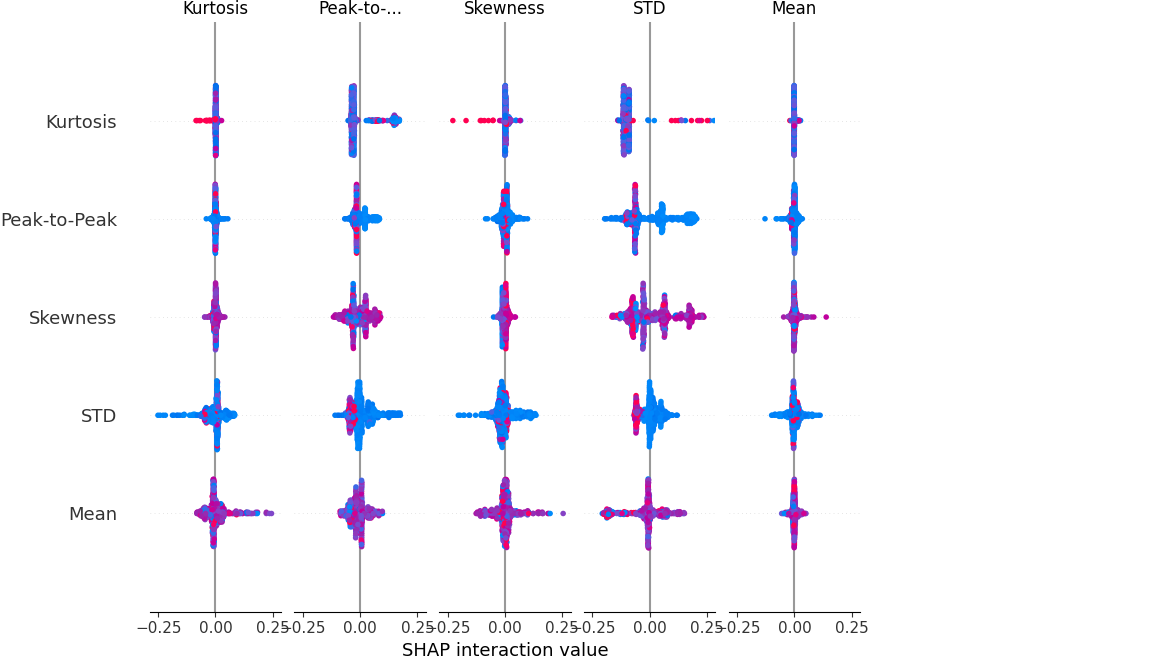 Kurtosis Peak-to-... Skewness STD Mean
Kurtosis
Peak-to-Peak
Skewness
STD
Mean
−0.25 0.00 0.25 −0.25 0.00 0.25 −0.25 0.00 0.25 −0.25 0.00 0.25 −0.25 0.00 0.25
SHAP interaction value